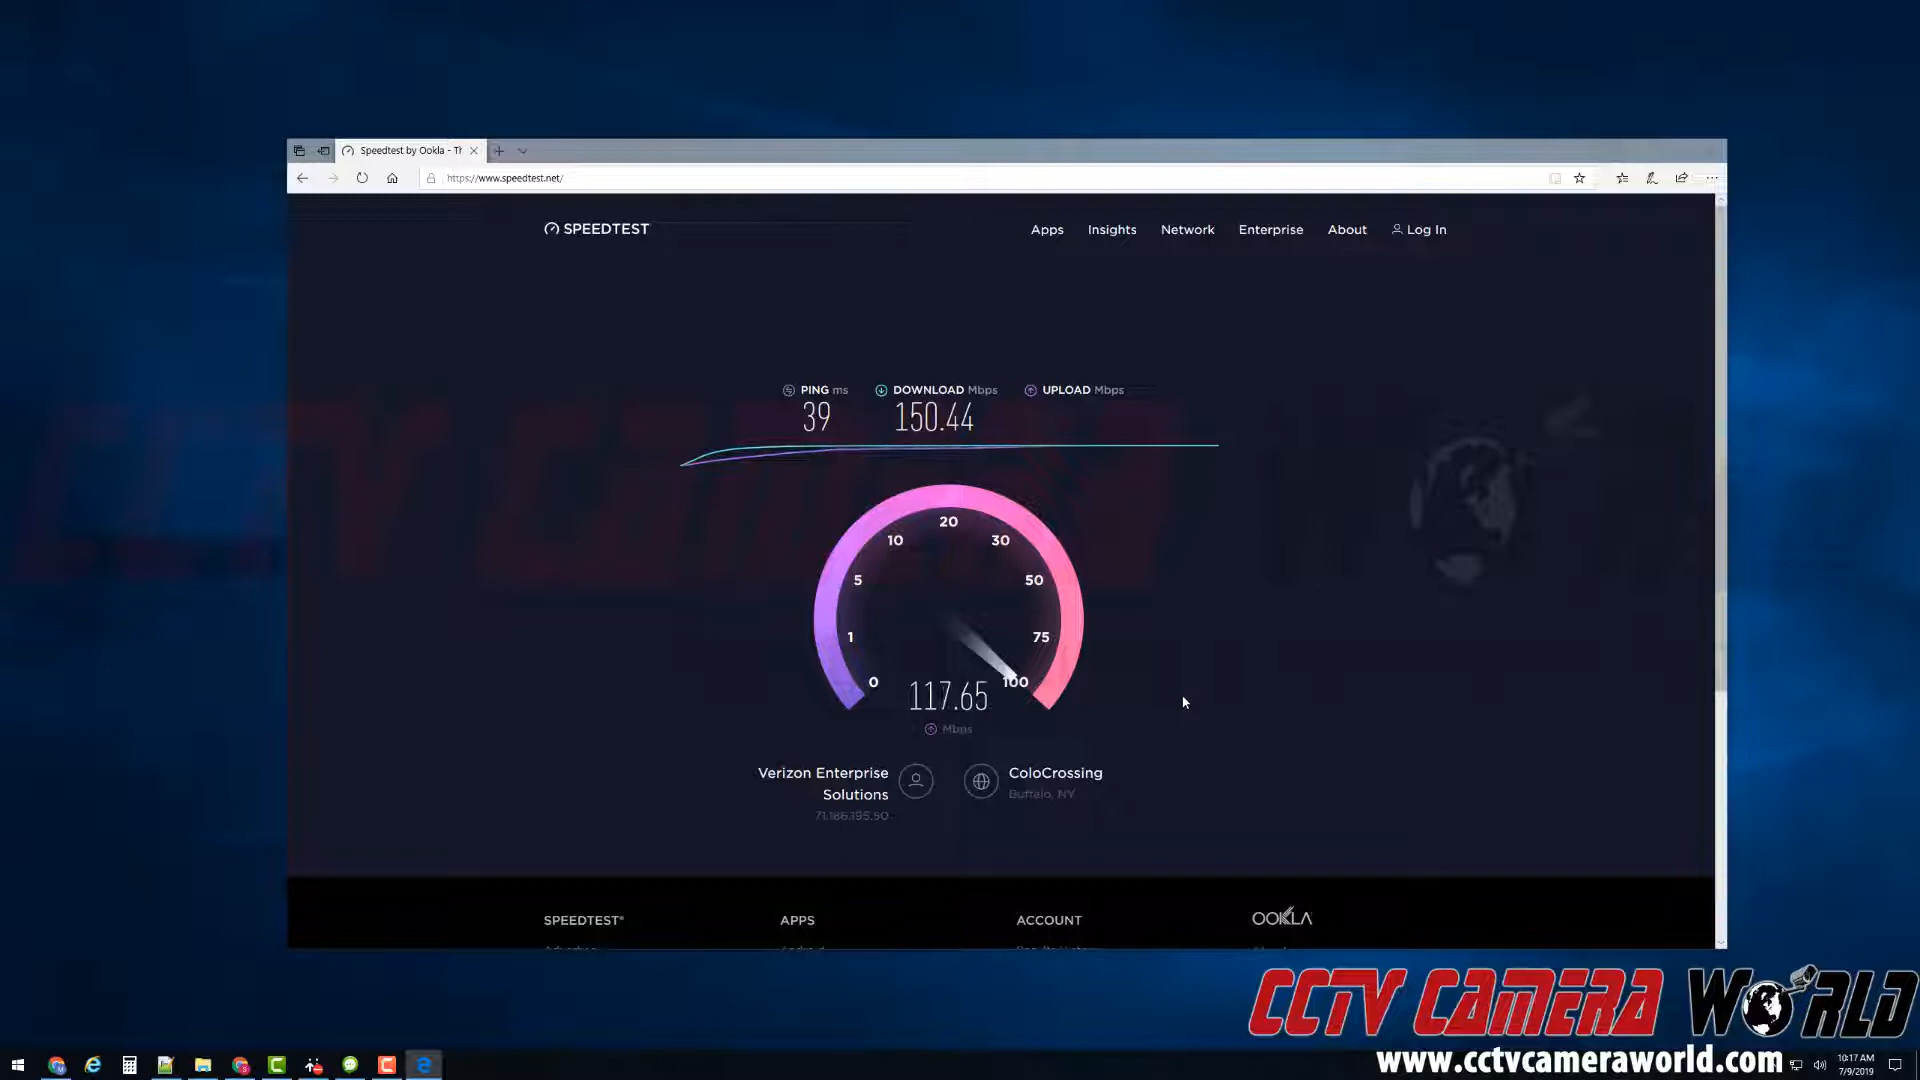 Speedtest by Ookla - Th
https://www.speedtest.net/
SPEEDTEST
Apps Insights Network Enterprise About Log In
PING ms DOWNLOAD Mbps UPLOAD Mbps
39 150.44
CCTV CAMERA
20
10 30
5 50
1 75
0 100
117.65
Mbps
Verizon Enterprise
Solutions
71.186.195.50
ColoCrossing
Buffalo, NY
SPEEDTEST® APPS ACCOUNT OOKLA
CCTV CAMERA WORLD
www.cctvcameraworld.com
10:17 AM
7/9/2019